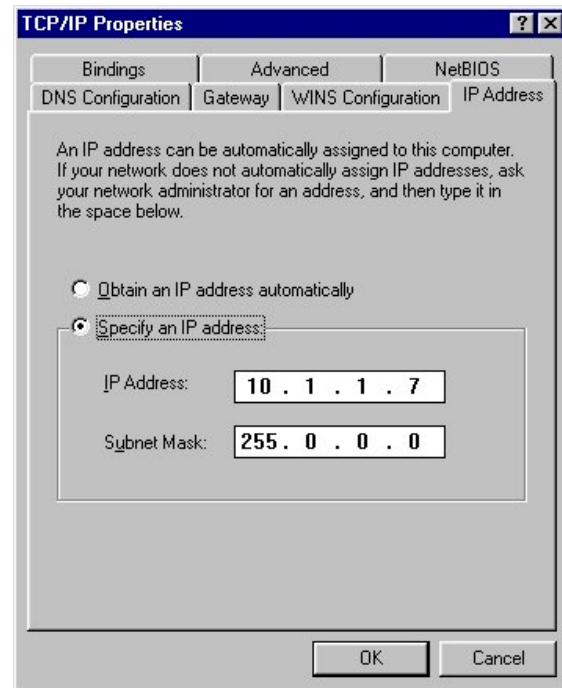 TCP/IP Properties
Bindings
Advanced
NetBIOS
DNS Configuration
Gateway
WINS Configuration
IP Address
An IP address can be automatically assigned to this computer.
If your network does not automatically assign IP addresses, ask
your network administrator for an address, and then type it in
the space below.
Obtain an IP address automatically
Specify an IP address:
IP Address: 10 . 1 . 1 . 7
Subnet Mask: 255 . 0 . 0 . 0
OK
Cancel